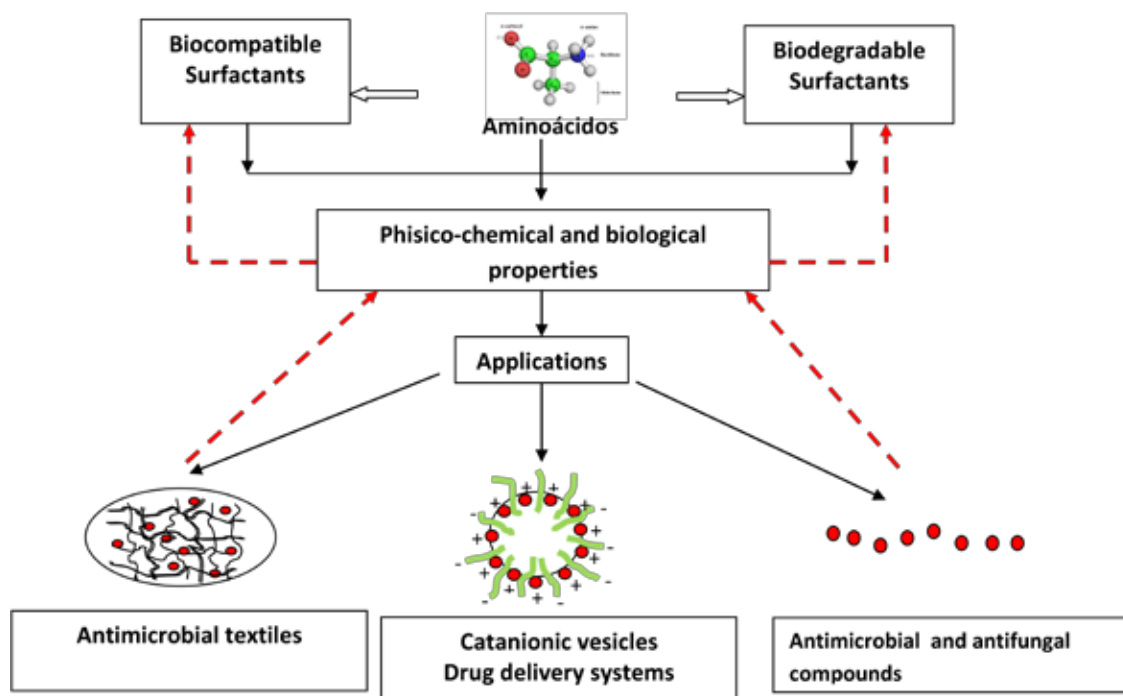 Biocompatible
Surfactants
Aminoácidos
Biodegradable
Surfactants
Phisico-chemical and biological
properties
Applications
Antimicrobial textiles
Catanionic vesicles
Drug delivery systems
Antimicrobial and antifungal
compounds